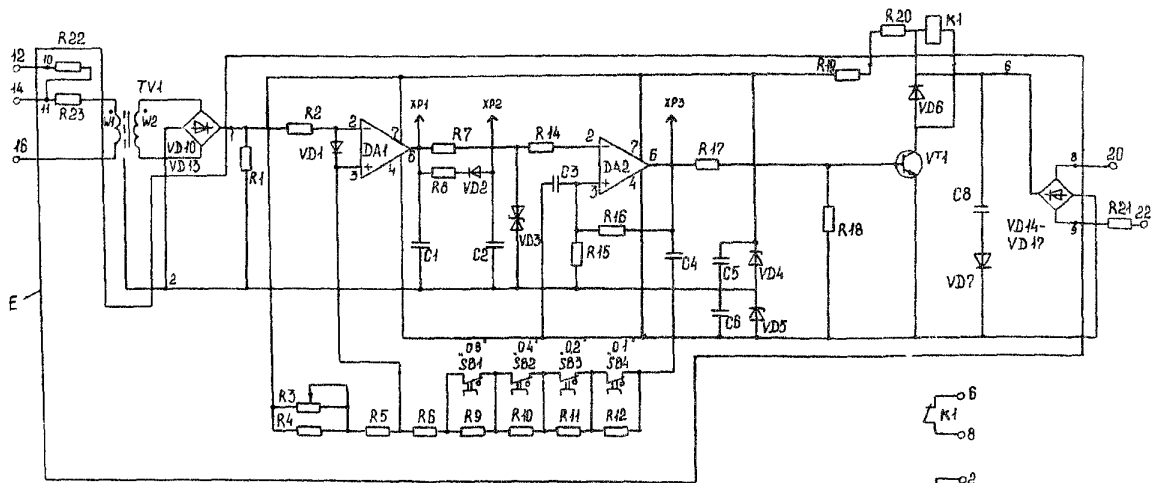 R20
K1
12
10
R22
R19
6
14
11
R23
TV1
W1
W2
R2
2
7
XP1
R7
XP2
R14
2
7
XP3
VD6
16
VD10
VD13
VD1
DA1
6
3
4
R8
VD2
C3
DA2
6
3
4
R17
VT1
8
20
R1
R16
C8
VD3
R15
R18
R21
22
9
VD14-
VD17
C1
C2
C4
C5
VD4
VD7
2
E
C6
VD5
"0.8"
SB1
"0.4"
SB2
"0.2"
SB3
"0.1"
SB4
R3
R4
R5
R6
R9
R10
R11
R12
6
K1
8
2